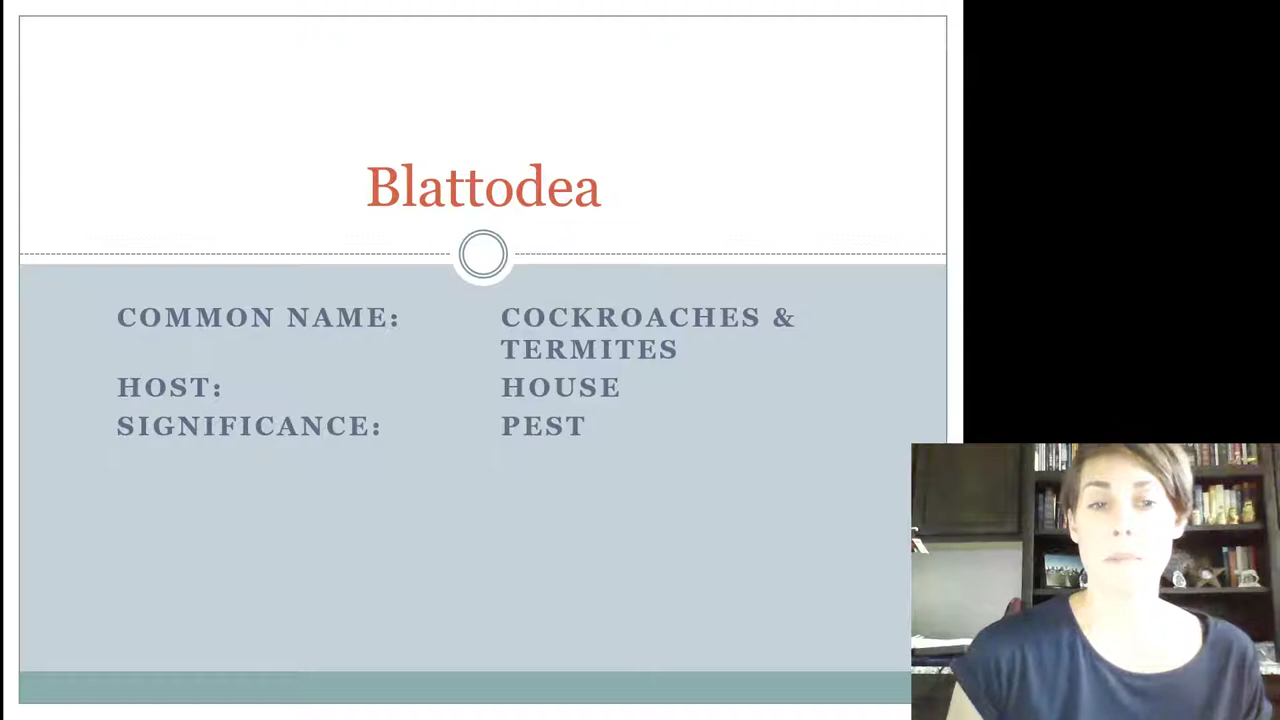 Blattodea
COMMON NAME: COCKROACHES &
TERMITES
HOST: HOUSE
SIGNIFICANCE: PEST